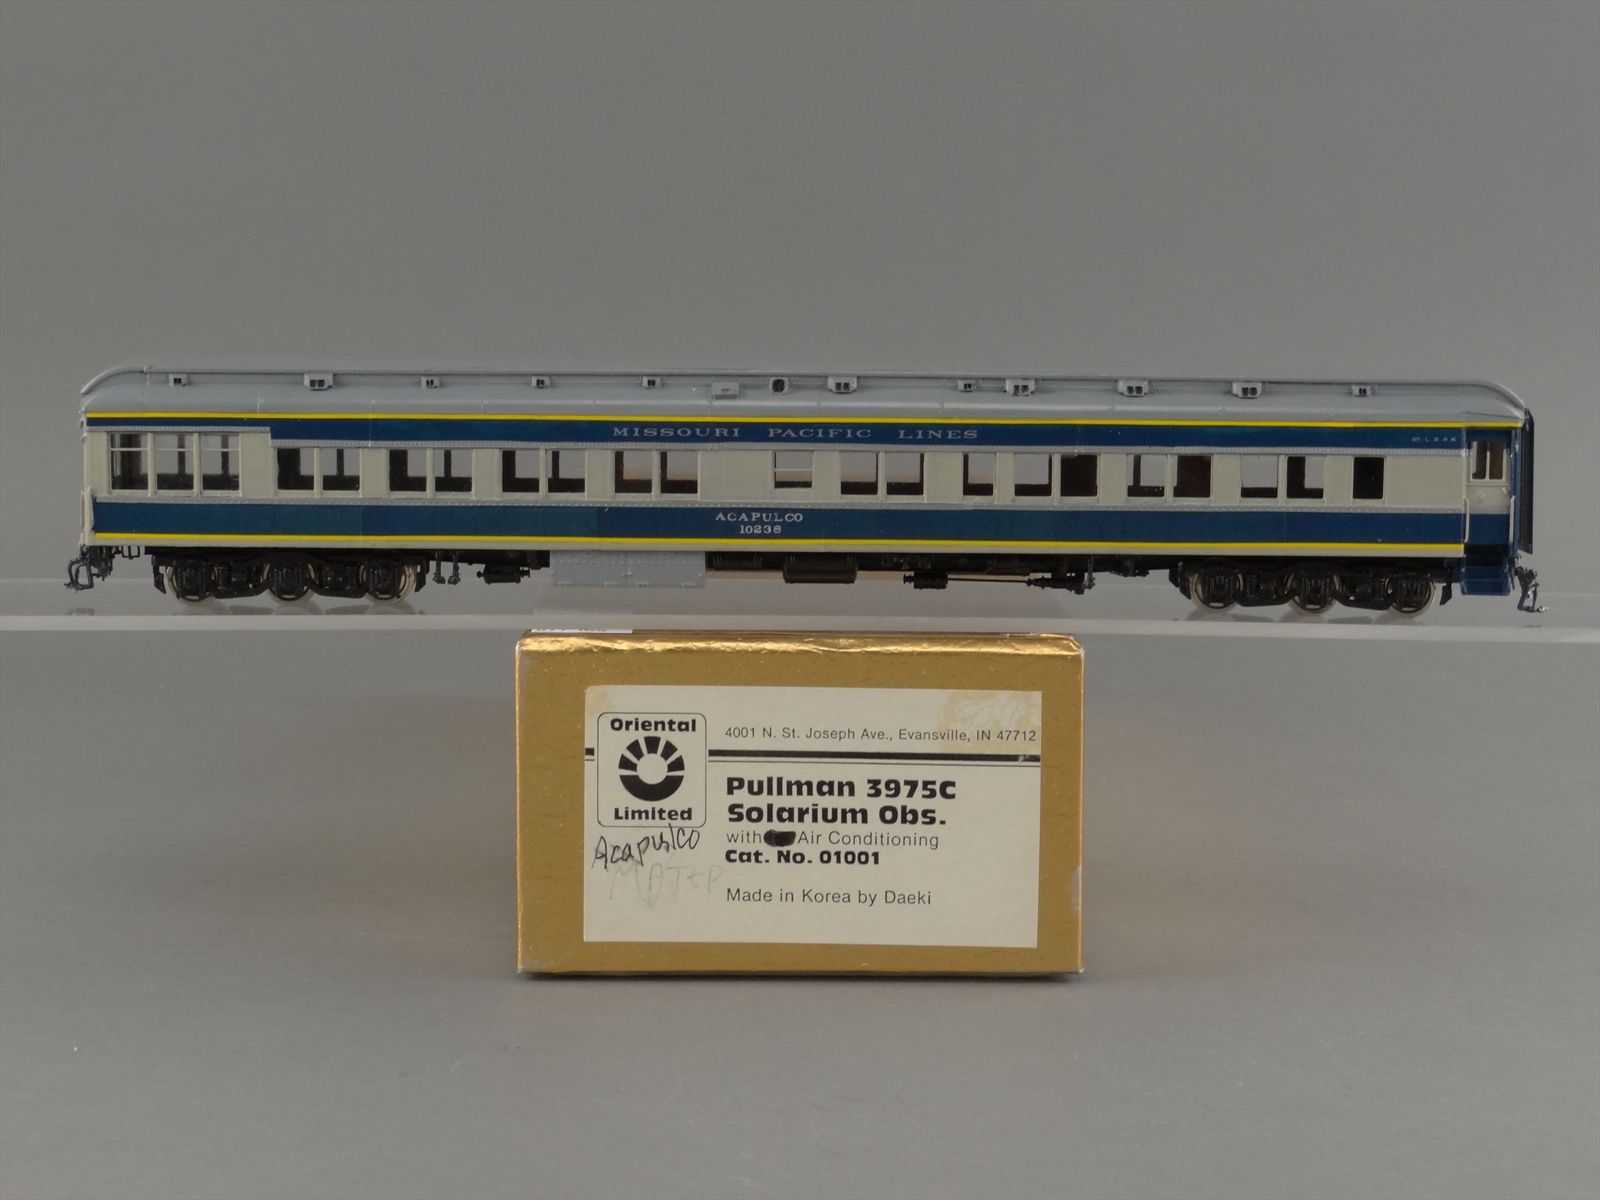 MISSOURI PACIFIC LINES
ACAPULCO
10238
Oriental
Limited
4001 N. St. Joseph Ave., Evansville, IN 47712
Pullman 3975C
Solarium Obs.
with Air Conditioning
Cat. No. 01001
Made in Korea by Daeki
Acapulco